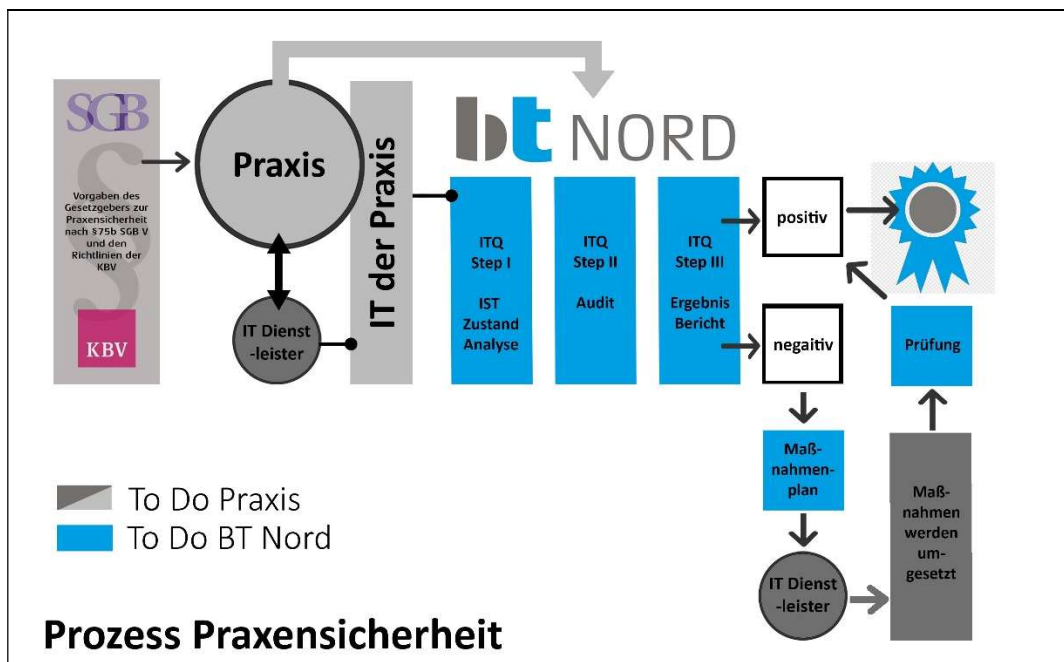 SGB
Vorgaben des
Gesetzgebers zur
Praxensicherheit
nach §75b SGB V
und den
Richtlinien der
KBV
KBV
Praxis
IT Dienst
-leister
IT der Praxis
bt NORD
ITQ
Step I
IST
Zustand
Analyse
ITQ
Step II
Audit
ITQ
Step III
Ergebnis
Bericht
positiv
negaitiv
Prüfung
Maß-
nahmen-
plan
IT Dienst
-leister
Maß-
nahmen
werden
um-
gesetzt
To Do Praxis
To Do BT Nord
Prozess Praxensicherheit